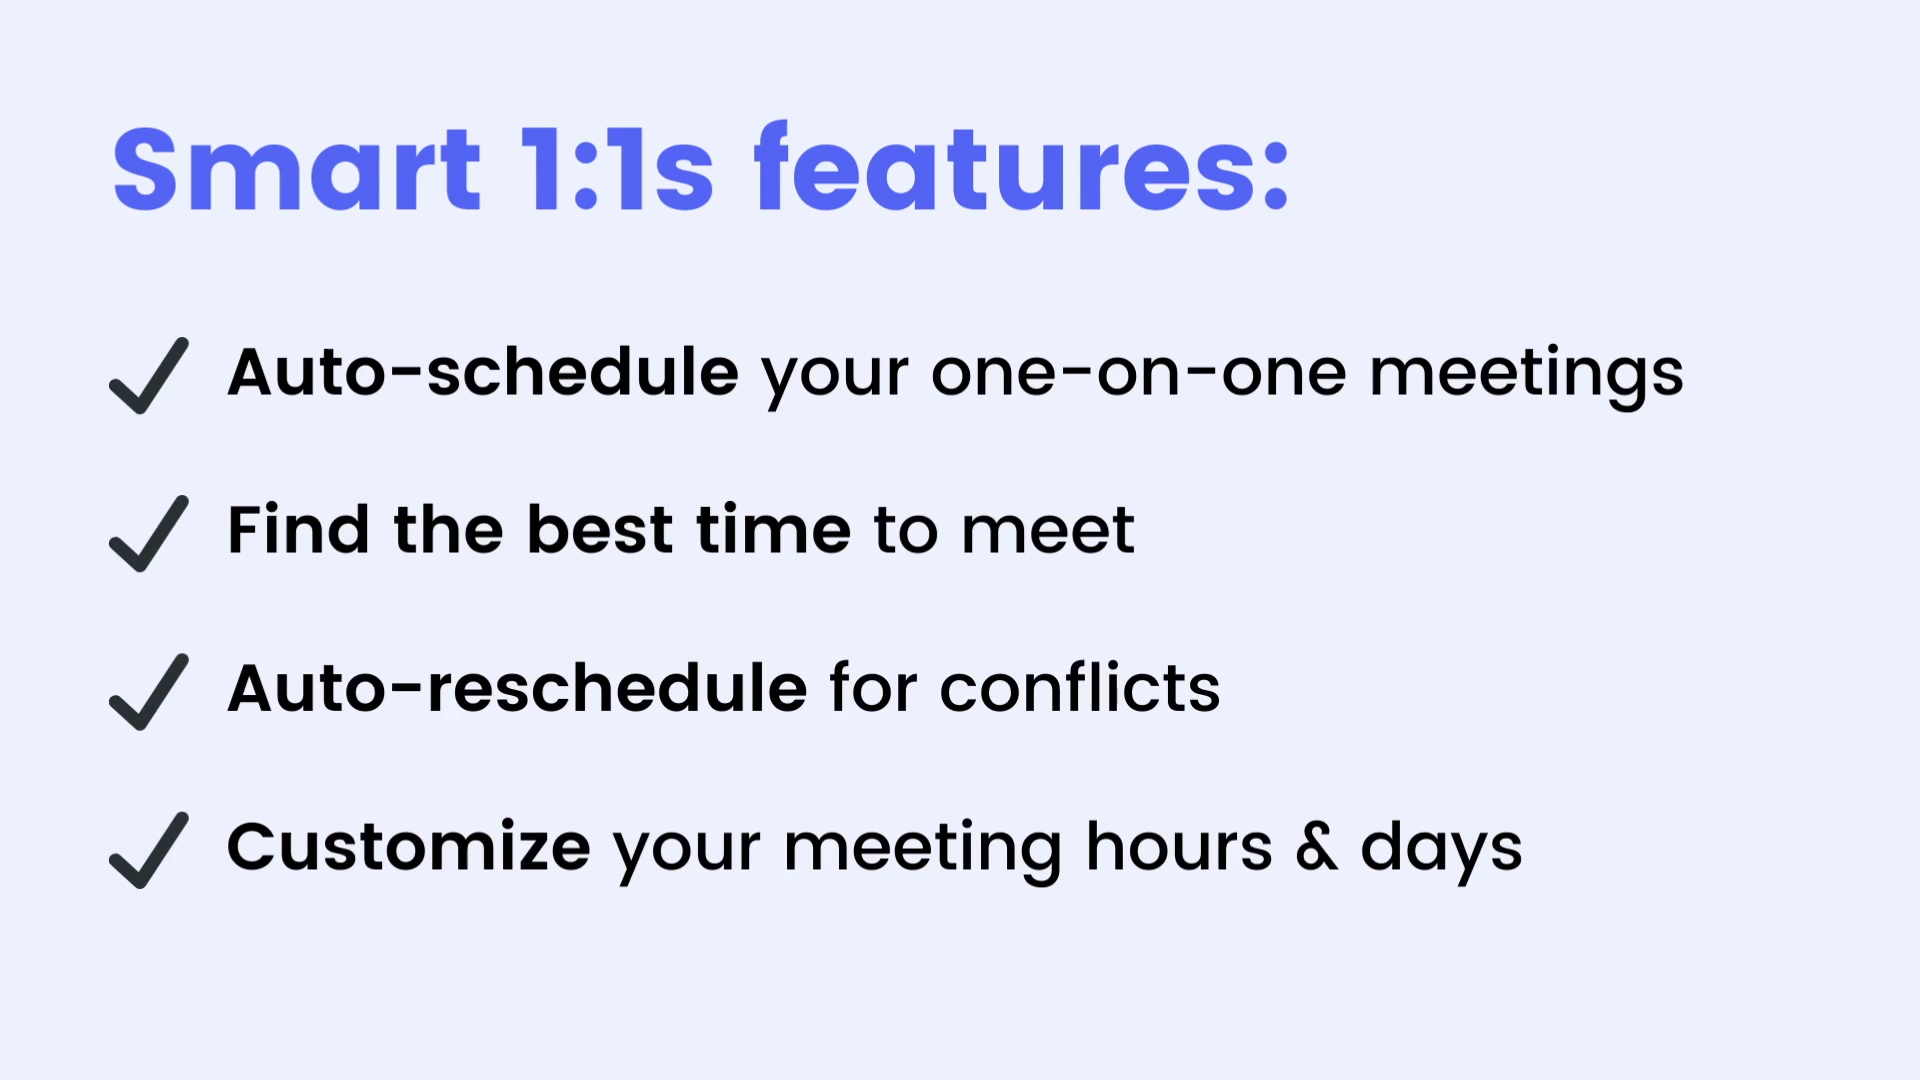 Smart 1:1s features:
Auto-schedule your one-on-one meetings
Find the best time to meet
Auto-reschedule for conflicts
Customize your meeting hours & days